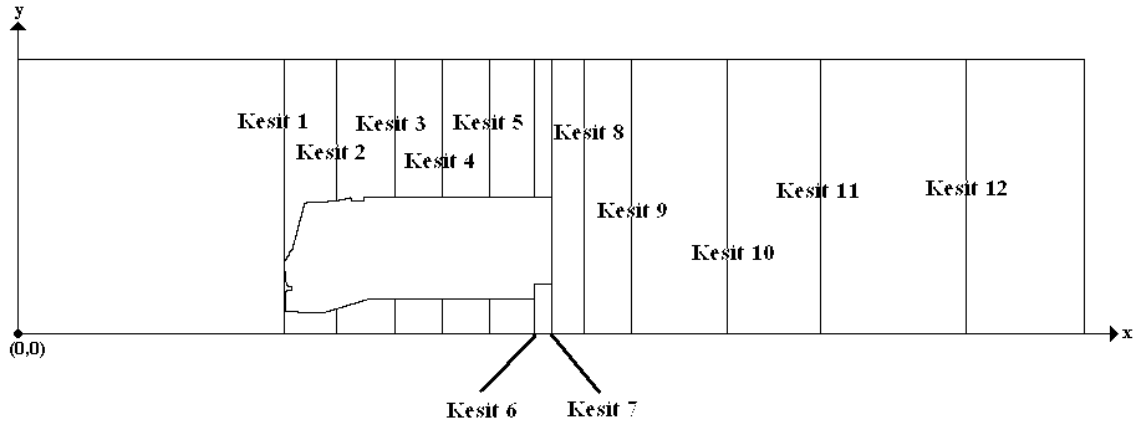 y
Kesit 1
Kesit 3
Kesit 5
Kesit 8
Kesit 2
Kesit 4
Kesit 11
Kesit 12
Kesit 9
Kesit 10
x
(0,0)
Kesit 6
Kesit 7